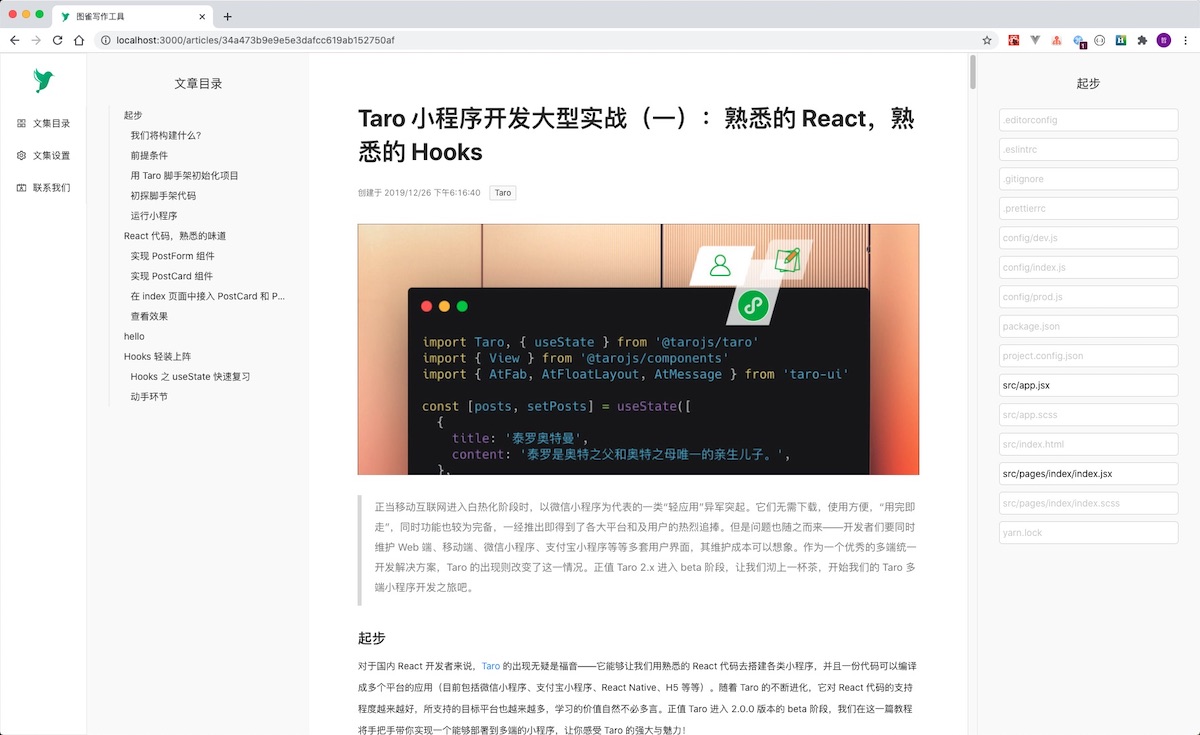 图雀写作工具
localhost:3000/articles/34a473b9e9e5e3dafcc619ab152750af
文集目录
文集设置
联系我们
文章目录
起步
我们将构建什么?
前提条件
用 Taro 脚手架初始化项目
初探脚手架代码
运行小程序
React 代码，熟悉的味道
实现 PostForm 组件
实现 PostCard 组件
在 index 页面中接入 PostCard 和 P...
查看效果
hello
Hooks 轻装上阵
Hooks 之 useState 快速复习
动手环节
Taro 小程序开发大型实战（一）：熟悉的 React，熟
悉的 Hooks
创建于 2019/12/26 下午6:16:40 Taro
import Taro, { useState } from '@tarojs/taro'
import { View } from '@tarojs/components'
import { AtFab, AtFloatLayout, AtMessage } from 'taro-ui'
const [posts, setPosts] = useState([
{
title: '泰罗奥特曼',
content: '泰罗是奥特之父和奥特之母唯一的亲生儿子。',
},
正当移动互联网进入白热化阶段时，以微信小程序为代表的一类“轻应用”异军突起。它们无需下载，使用方便，“用完即
走”，同时功能也较为完备，一经推出即得到了各大平台和及用户的热烈追捧。但是问题也随之而来——开发者们要同时
维护 Web 端、移动端、微信小程序、支付宝小程序等等多套用户界面，其维护成本可以想象。作为一个优秀的多端统一
开发解决方案，Taro 的出现则改变了这一情况。正值 Taro 2.x 进入 beta 阶段，让我们沏上一杯茶，开始我们的 Taro 多
端小程序开发之旅吧。
起步
对于国内 React 开发者来说，Taro 的出现无疑是福音——它能够让我们用熟悉的 React 代码去搭建各类小程序，并且一份代码可以编译
成多个平台的应用（目前包括微信小程序、支付宝小程序、React Native、H5 等等）。随着 Taro 的不断进化，它对 React 代码的支持
程度越来越好，所支持的目标平台也越来越多，学习的价值自然不必多言。正值 Taro 进入 2.0.0 版本的 beta 阶段，我们在这一篇教程
将手把手带你实现一个能够部署到多端的小程序，让你感受 Taro 的强大与魅力！
起步
.editorconfig
.eslintrc
.gitignore
.prettierrc
config/dev.js
config/index.js
config/prod.js
package.json
project.config.json
src/app.jsx
src/app.scss
src/index.html
src/pages/index/index.jsx
src/pages/index/index.scss
yarn.lock